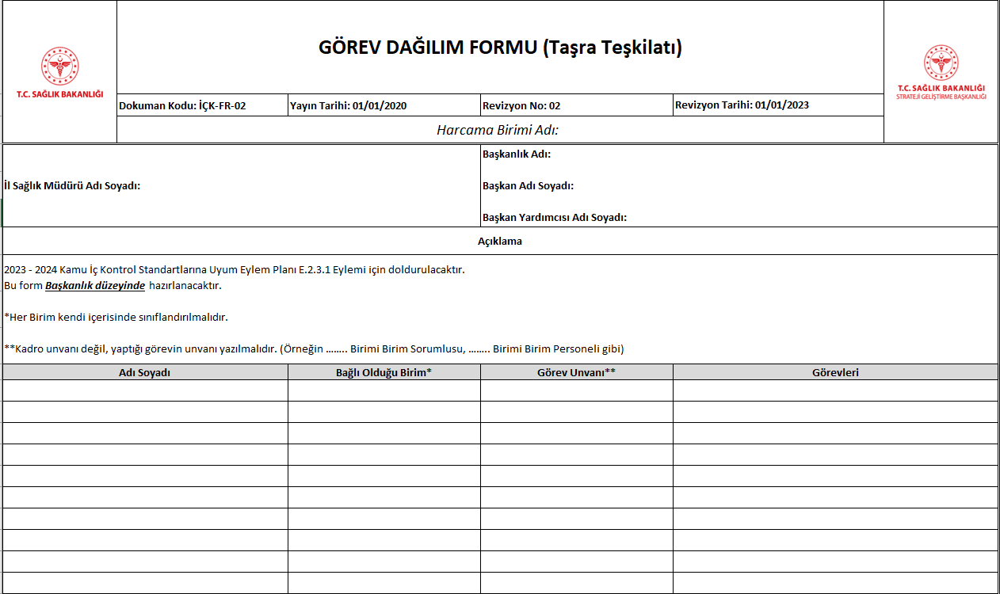 GÖREV DAĞILIM FORMU (Taşra Teşkilatı)
T.C. SAĞLIK BAKANLIĞI
T.C. SAĞLIK BAKANLIĞI
STRATEJİ GELİŞTİRME BAŞKANLIĞI
Dokuman Kodu: İÇK-FR-02
Yayın Tarihi: 01/01/2020
Revizyon No: 02
Revizyon Tarihi: 01/01/2023
Harcama Birimi Adı:
İl Sağlık Müdürü Adı Soyadı:
Başkanlık Adı:
Başkan Adı Soyadı:
Başkan Yardımcısı Adı Soyadı:
Açıklama
2023 - 2024 Kamu İç Kontrol Standartlarına Uyum Eylem Planı E.2.3.1 Eylemi için doldurulacaktır.
Bu form Başkanlık düzeyinde hazırlanacaktır.
*Her Birim kendi içerisinde sınıflandırılmalıdır.
**Kadro unvanı değil, yaptığı görevin unvanı yazılmalıdır. (Örneğin …….. Birimi Birim Sorumlusu, …….. Birimi Birim Personeli gibi)
Adı Soyadı
Bağlı Olduğu Birim*
Görev Unvanı**
Görevleri